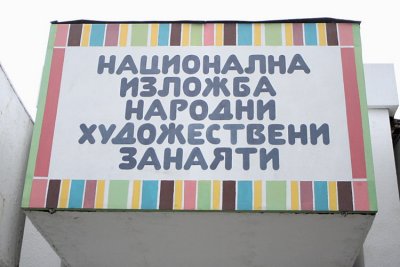 НАЦИОНАЛНА
ИЗЛОЖБА
НАРОДНИ
ХУДОЖЕСТВЕНИ
ЗАНАЯТИ